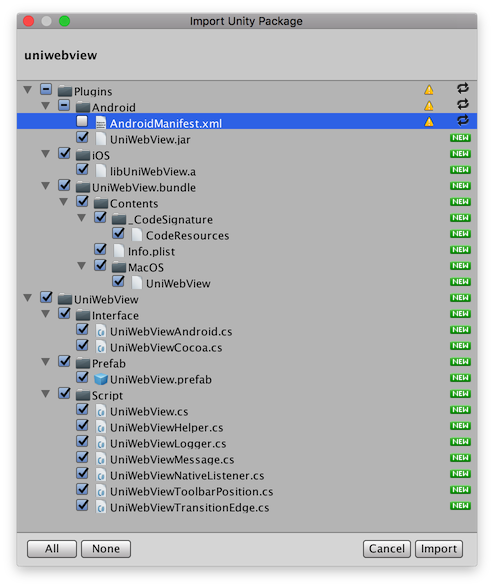 Import Unity Package
uniwebview
Plugins
Android
AndroidManifest.xml
UniWebView.jar NEW
iOS NEW
libUniWebView.a NEW
UniWebView.bundle NEW
Contents NEW
_CodeSignature NEW
CodeResources NEW
Info.plist NEW
MacOS NEW
UniWebView NEW
UniWebView NEW
Interface NEW
UniWebViewAndroid.cs NEW
UniWebViewCocoa.cs NEW
Prefab NEW
UniWebView.prefab NEW
Script NEW
UniWebView.cs NEW
UniWebViewHelper.cs NEW
UniWebViewLogger.cs NEW
UniWebViewMessage.cs NEW
UniWebViewNativeListener.cs NEW
UniWebViewToolbarPosition.cs NEW
UniWebViewTransitionEdge.cs NEW
All None Cancel Import